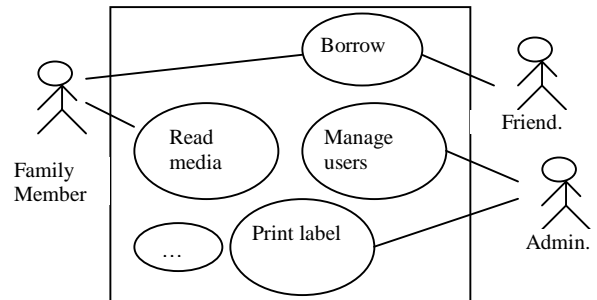 Borrow
Friend.
Read
media
Manage
users
Family
Member
Print label
...
Admin.